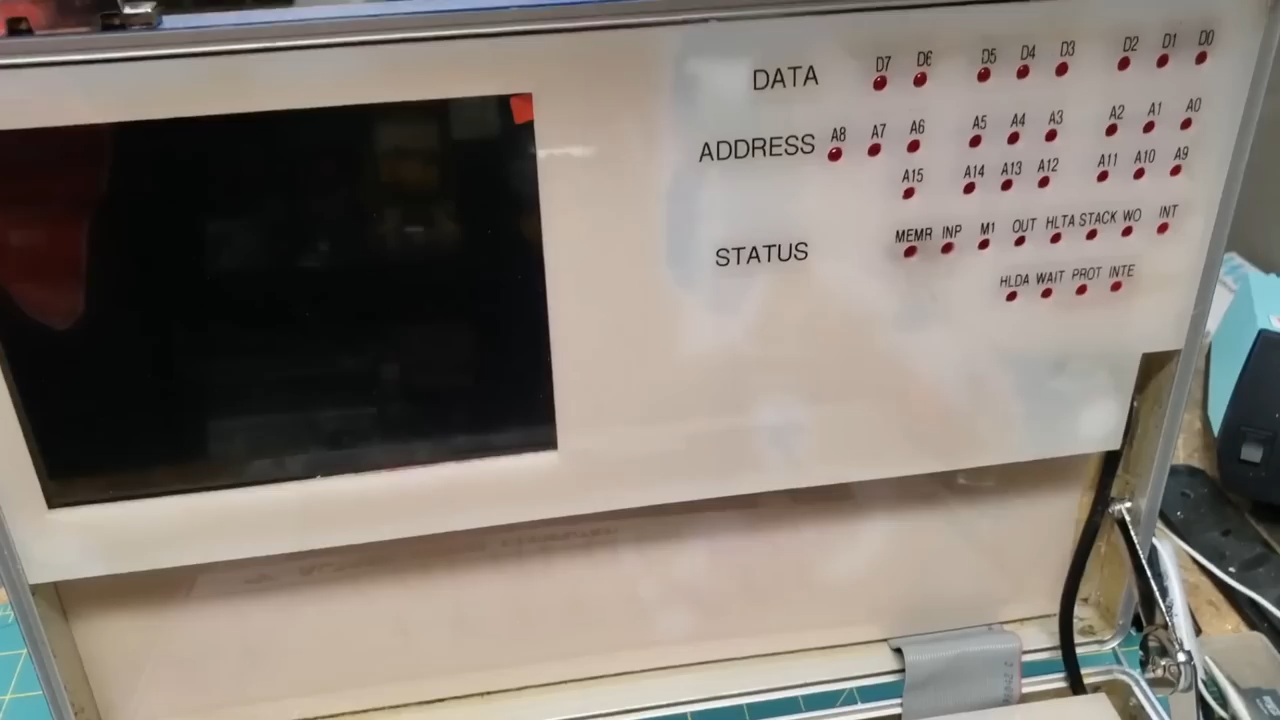 DATA D7 D6 D5 D4 D3 D2 D1 D0
ADDRESS A8 A7 A6 A5 A4 A3 A2 A1 A0
A15 A14 A13 A12 A11 A10 A9
STATUS MEMR INP M1 OUT HLTA STACK WO INT
HLDA WAIT PROT INTE